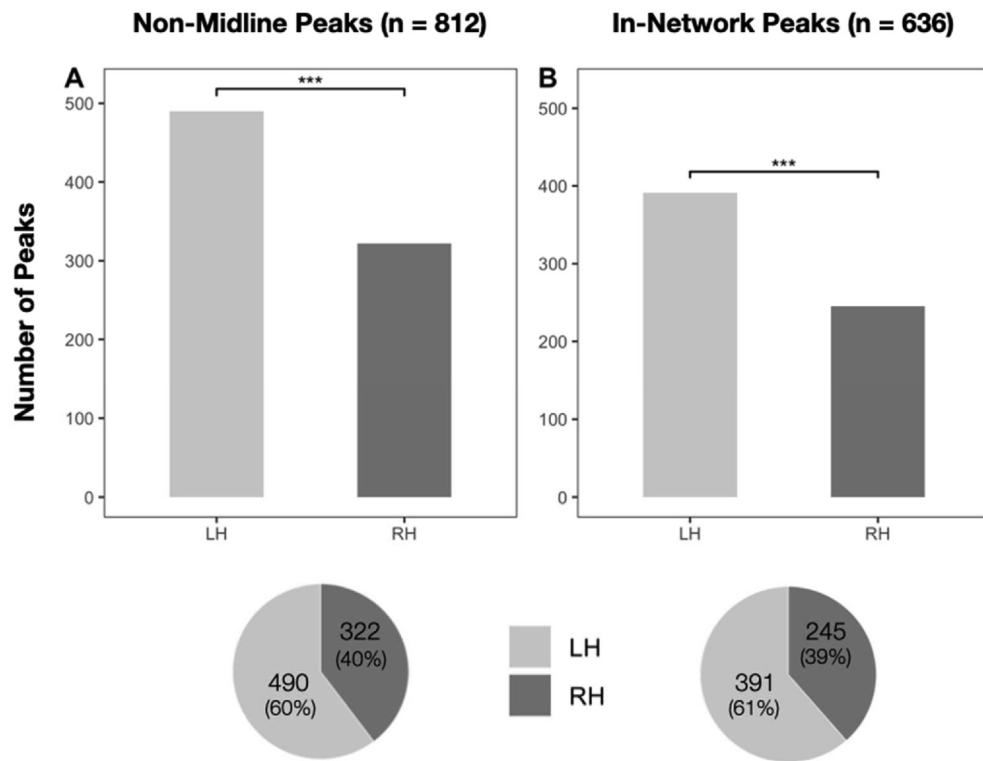 Non-Midline Peaks (n = 812)
In-Network Peaks (n = 636)
A
***
500
400
300
200
100
0
LH
RH
Number of Peaks
B
***
500
400
300
200
100
0
LH
RH
322
(40%)
490
(60%)
LH
RH
245
(39%)
391
(61%)